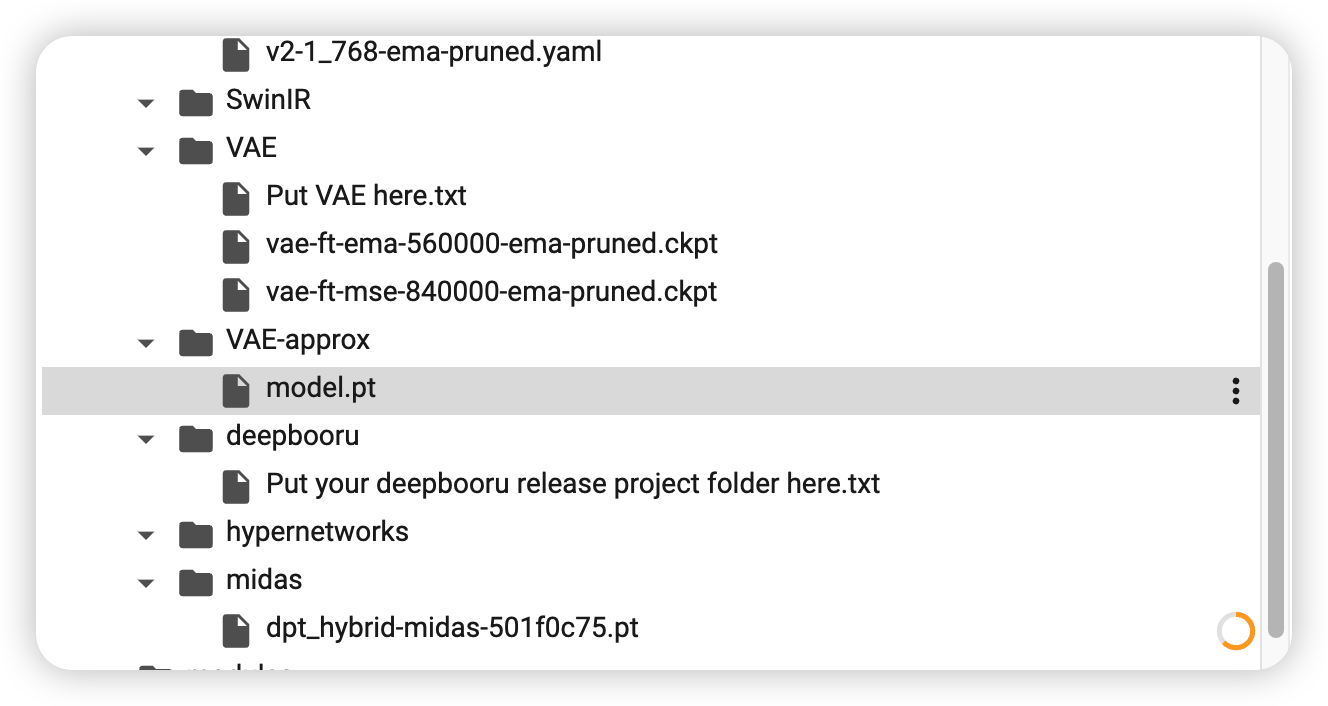 v2-1_768-ema-pruned.yaml
SwinIR
VAE
Put VAE here.txt
vae-ft-ema-560000-ema-pruned.ckpt
vae-ft-mse-840000-ema-pruned.ckpt
VAE-approx
model.pt
deepbooru
Put your deepbooru release project folder here.txt
hypernetworks
midas
dpt_hybrid-midas-501f0c75.pt